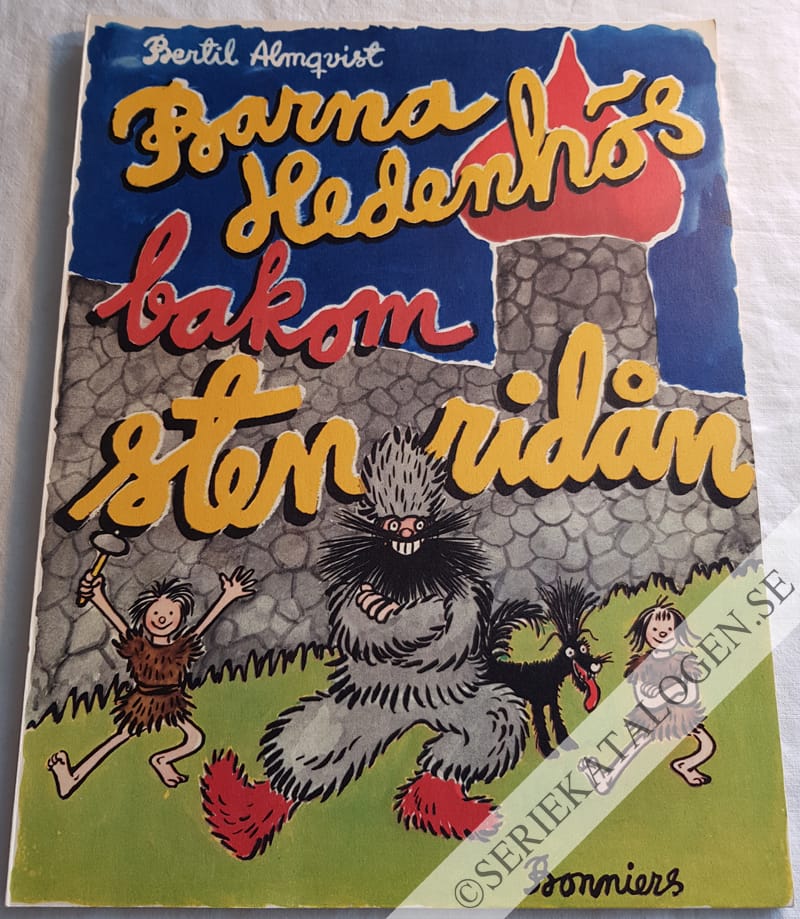 Bertil Almqvist
Barna
Hedenhös
bakom
sten ridån
Bonniers
©SERIEKATALOGEN.SE